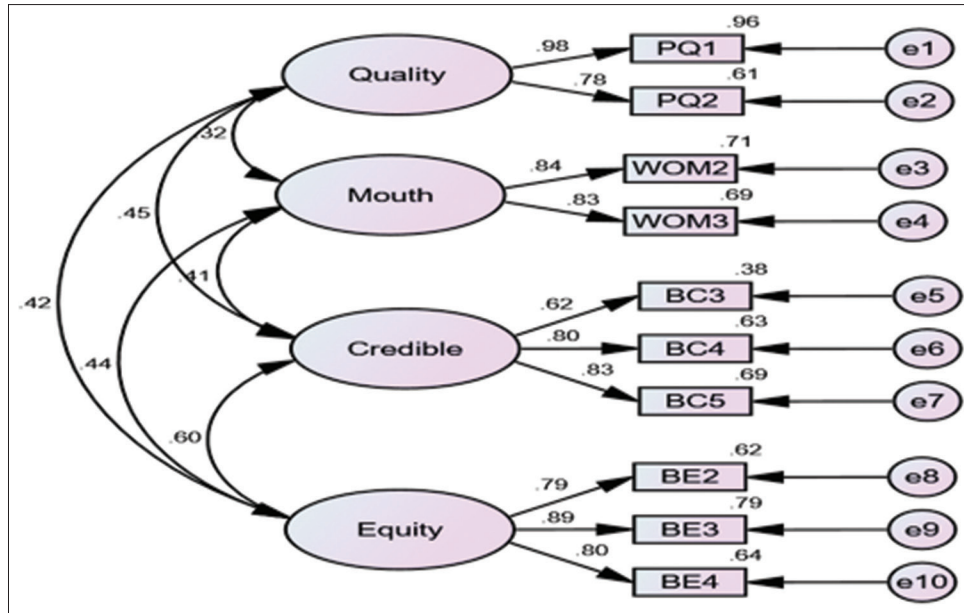 .96
.98 PQ1 e1
Quality
.61
.78 PQ2 e2
.32
.71
.84 WOM2 e3
Mouth
.69
.83 WOM3 e4
.45
.41
.38
.62 BC3 e5
.42
.63
.80 BC4 e6
Credible
.44
.69
.83 BC5 e7
.60
.62
.79 BE2 e8
.79
.89 BE3 e9
Equity
.64
.80 BE4 e10